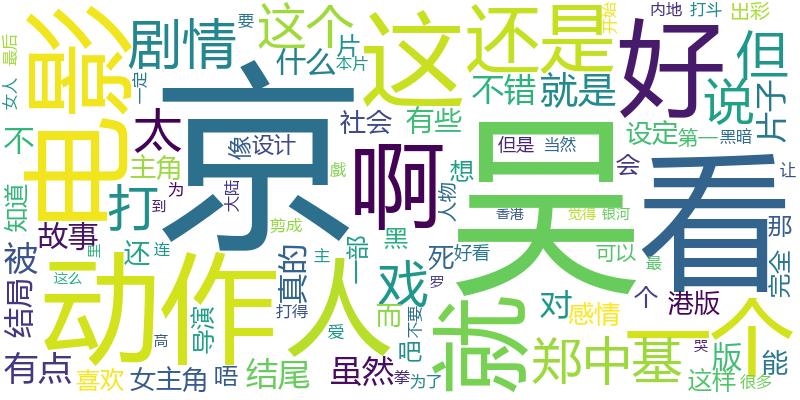 京
吴
看
这
还是
好
但
电影
剧情
这个
片
什么
本片
要
一定
最后
女人
内地
打斗
出彩
开始
不错
就是
说
片子
太
不
像
设计
社会
有些
但是
当然
设定
第一
黑暗
主角
啊
想
会
让
知道
打
为
到
大陆
戲
人物
香港
觉得
银河
那
故事
还
连
剪成
一部
黑
死
好看
可以
最
完全
被
这么
里
动作
人
真的
主
戏
罗
就
对
个
港版
一个
结局
导演
打得
而
吧
不要
感情
有点
高
爱
喜欢
女主角
唔
结尾
虽然
拳
为了
郑中基
哭
版
能
这样
很多